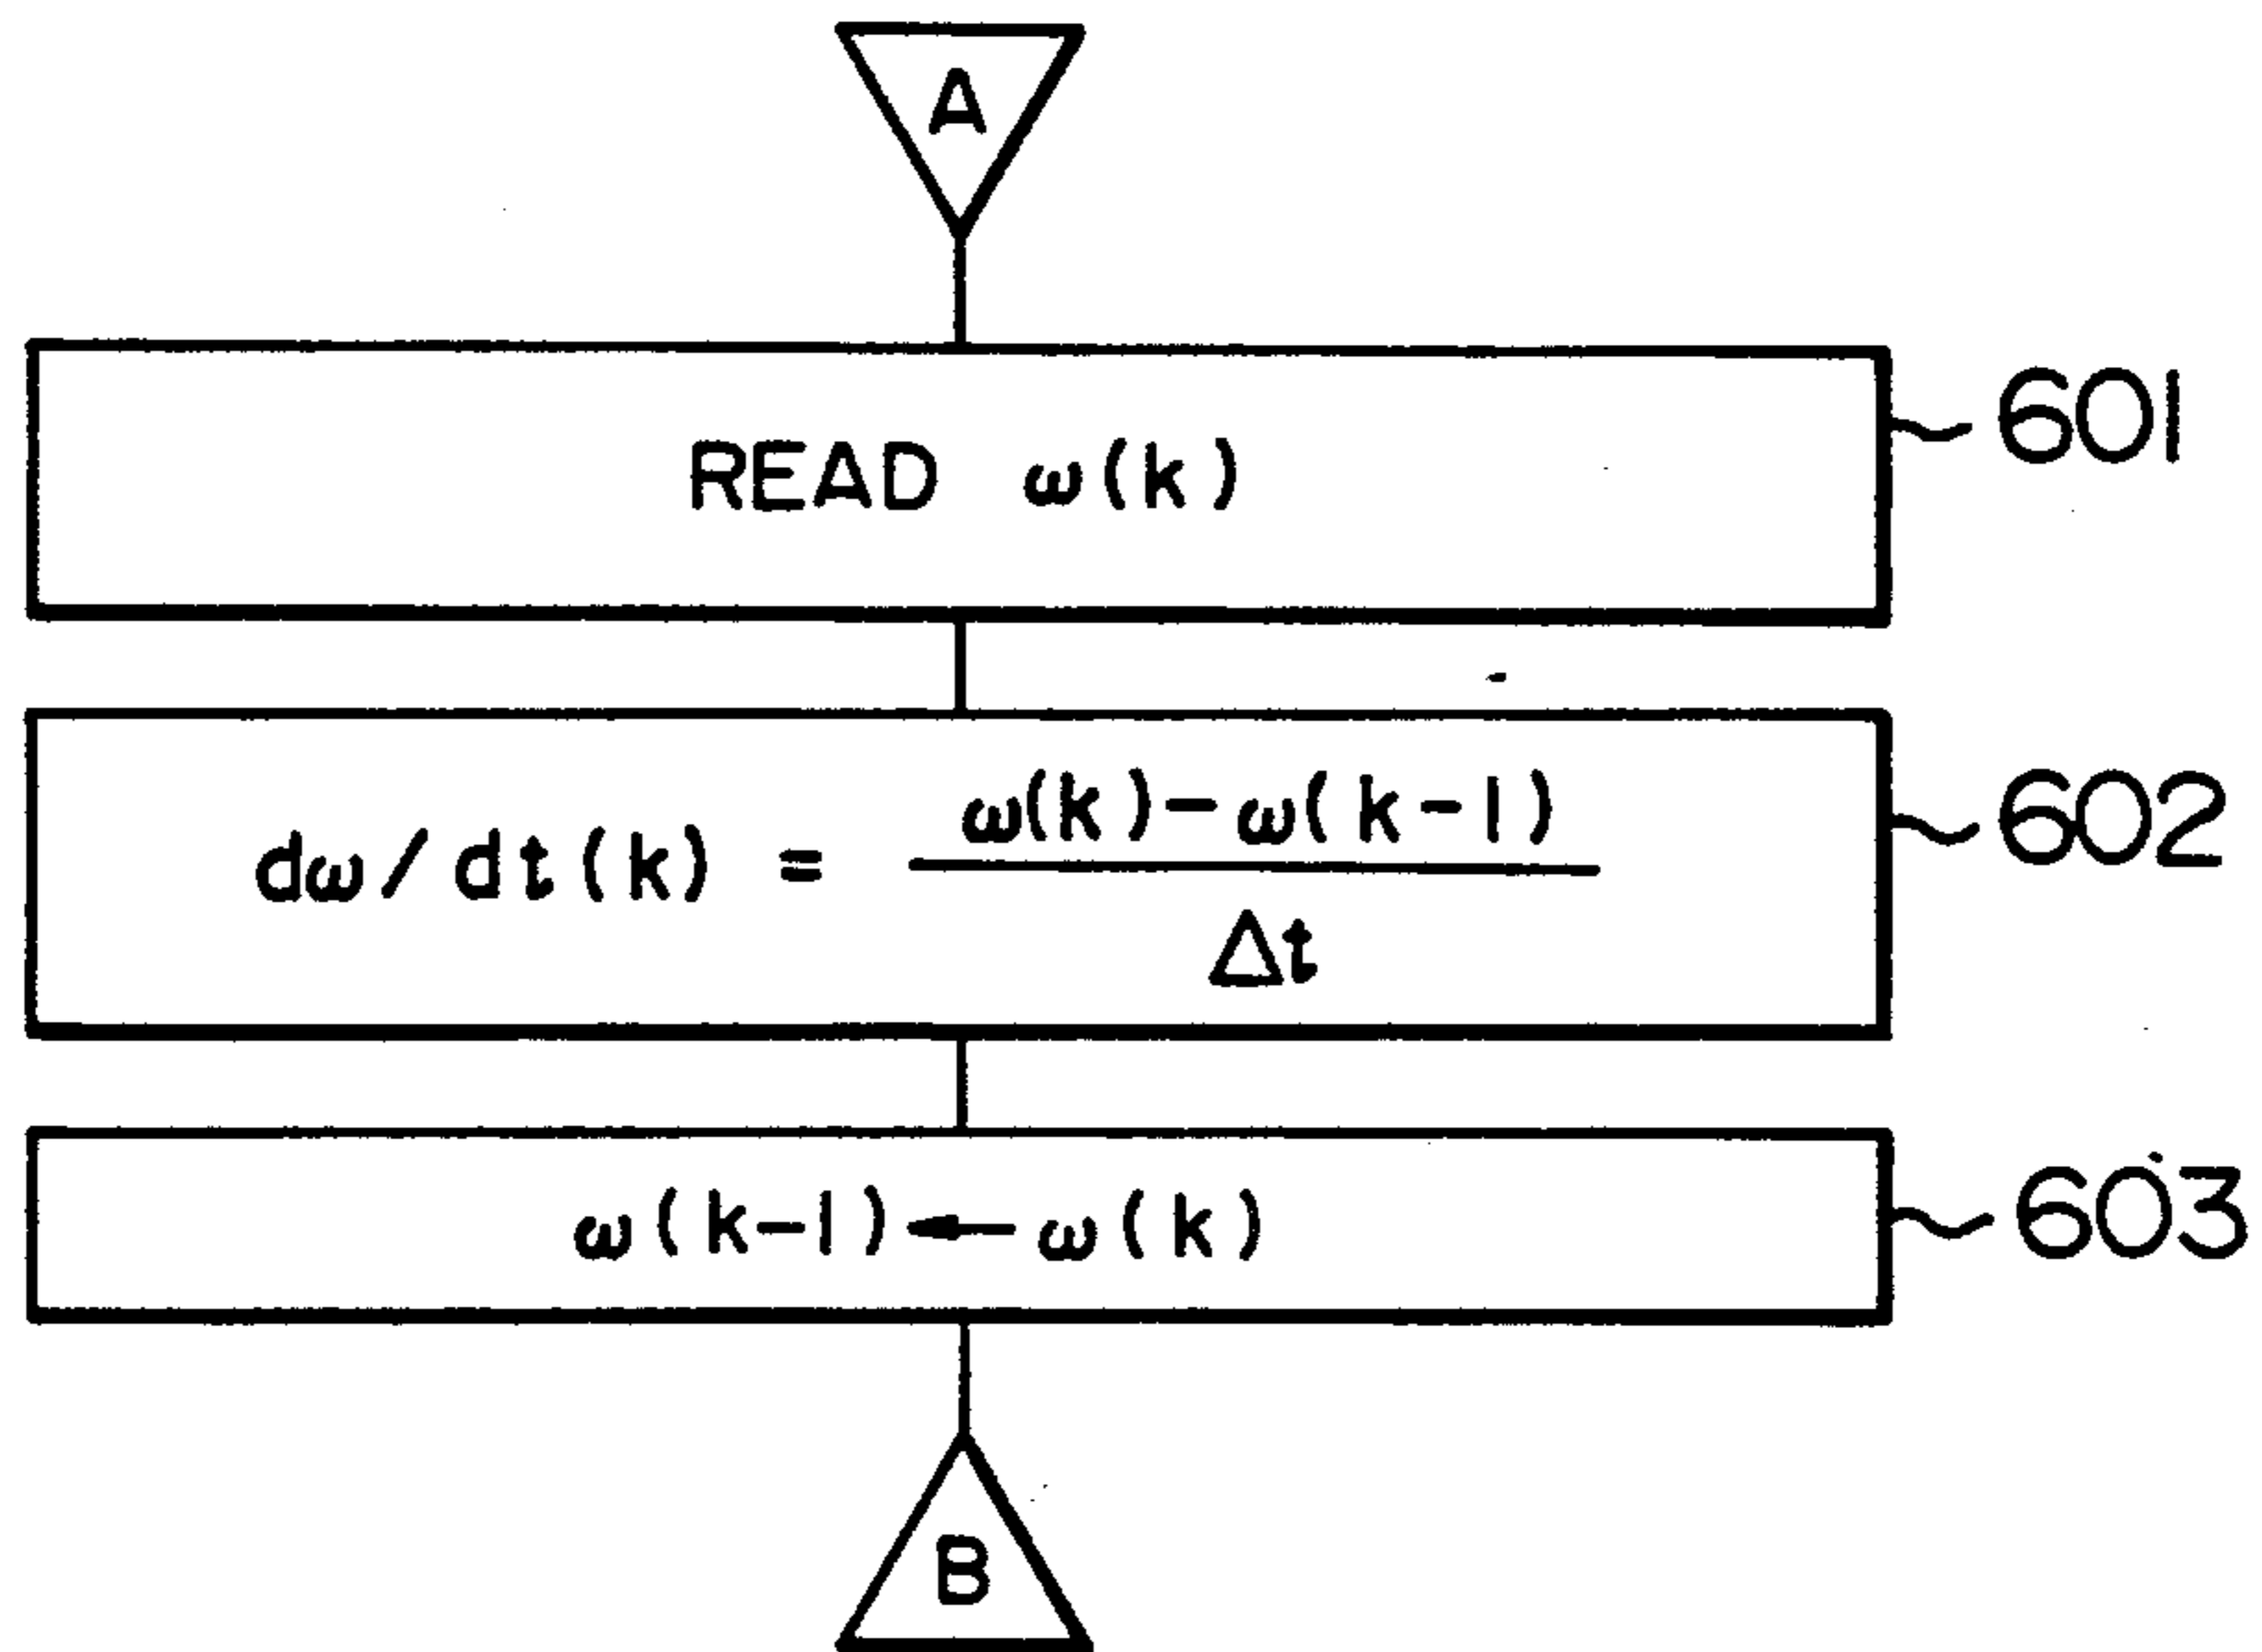 A
READ ω(k) 601
dω/dt(k) = ω(k)-ω(k-1) / Δt 602
ω(k-1)←ω(k) 603
B